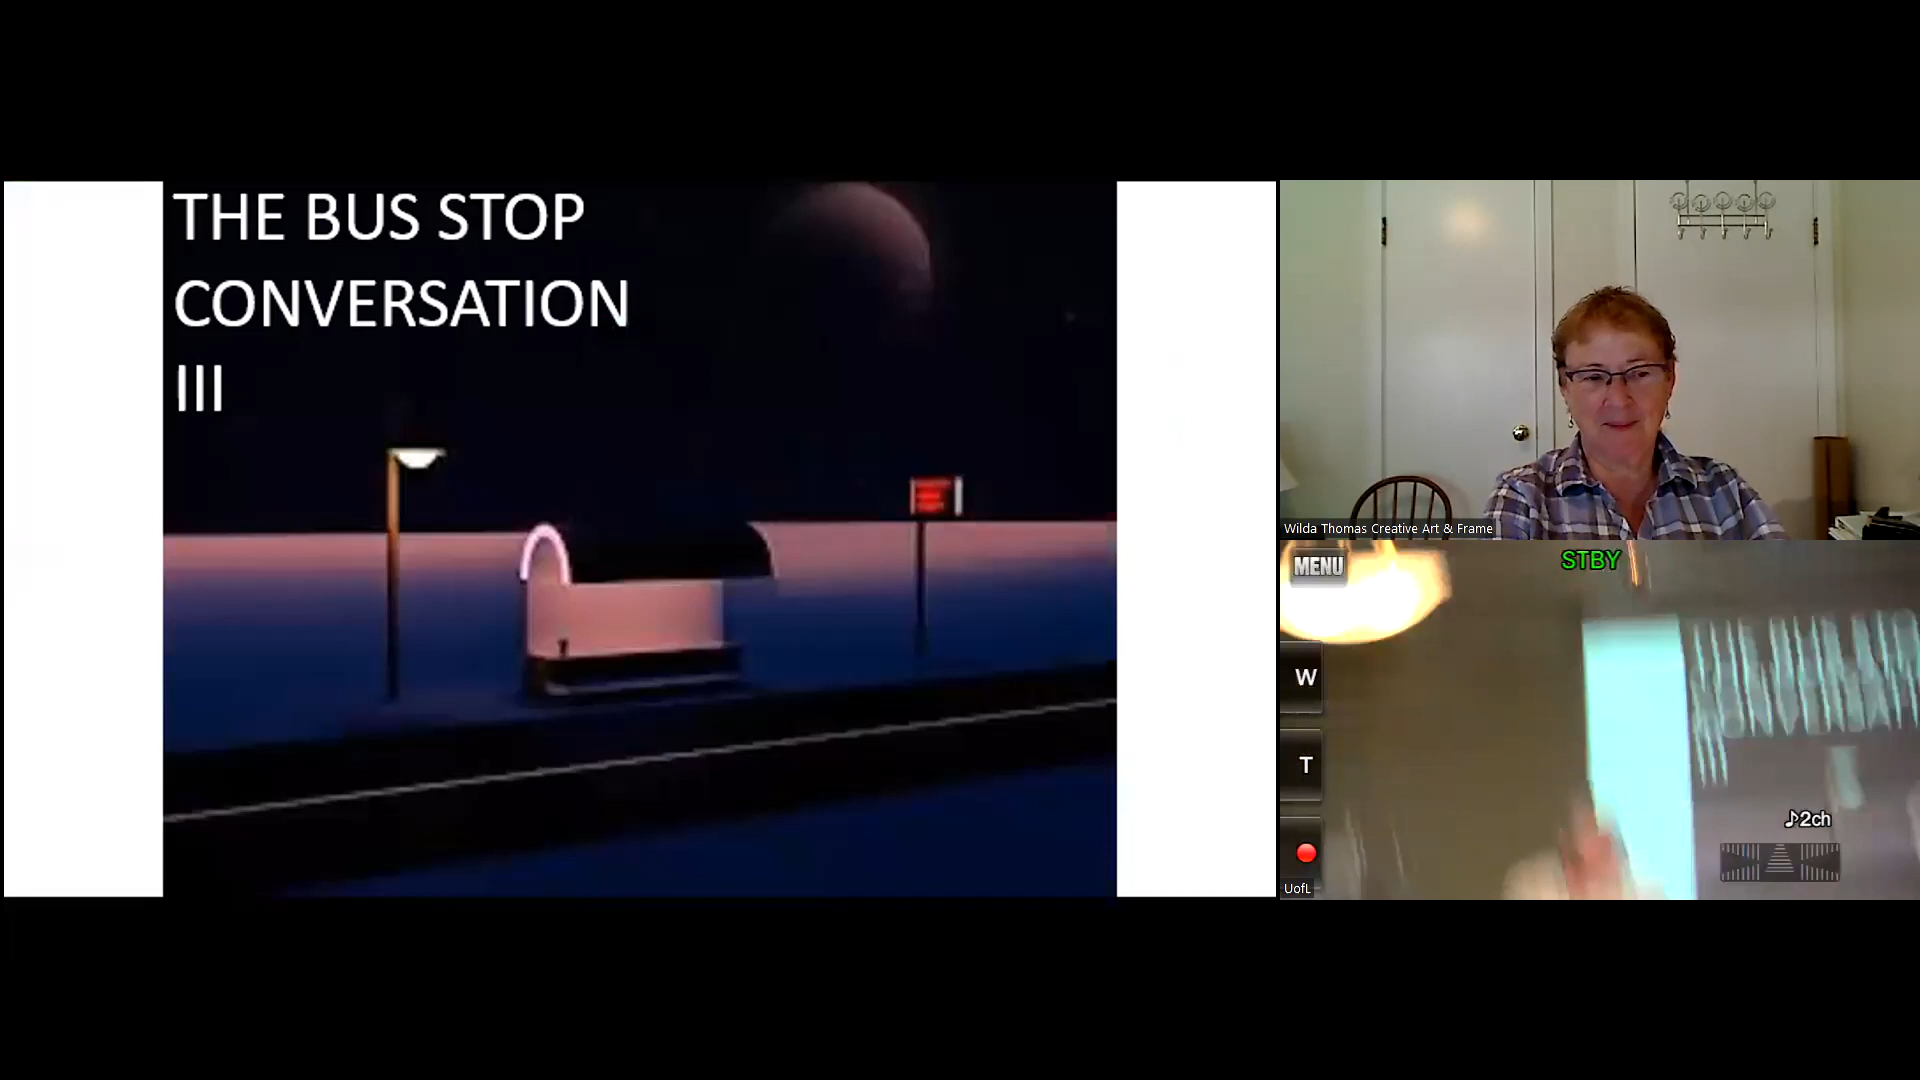 THE BUS STOP
CONVERSATION
III
Wilda Thomas Creative Art & Frame
MENU
STBY
W
T
♪2ch
UofL